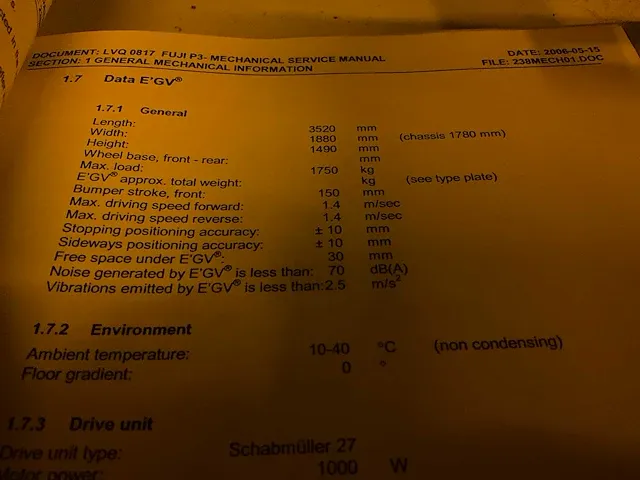 DOCUMENT: LVQ 0817 FUJI P3- MECHANICAL SERVICE MANUAL DATE: 2006-05-15
SECTION: 1 GENERAL MECHANICAL INFORMATION FILE: 238MECH01.DOC
1.7 Data E'GV®
1.7.1 General
Length: 3520 mm
Width: 1880 mm (chassis 1780 mm)
Height: 1490 mm
Wheel base, front - rear: mm
Max. load: 1750 kg
E'GV® approx. total weight: kg (see type plate)
Bumper stroke, front: 150 mm
Max. driving speed forward: 1.4 m/sec
Max. driving speed reverse: 1.4 m/sec
Stopping positioning accuracy: ± 10 mm
Sideways positioning accuracy: ± 10 mm
Free space under E'GV®: 30 mm
Noise generated by E'GV® is less than: 70 dB(A)
Vibrations emitted by E'GV® is less than: 2.5 m/s²
1.7.2 Environment
Ambient temperature: 10-40 °C (non condensing)
Floor gradient: 0 °
1.7.3 Drive unit
Drive unit type: Schabmüller 27
Motor power: 1000 W